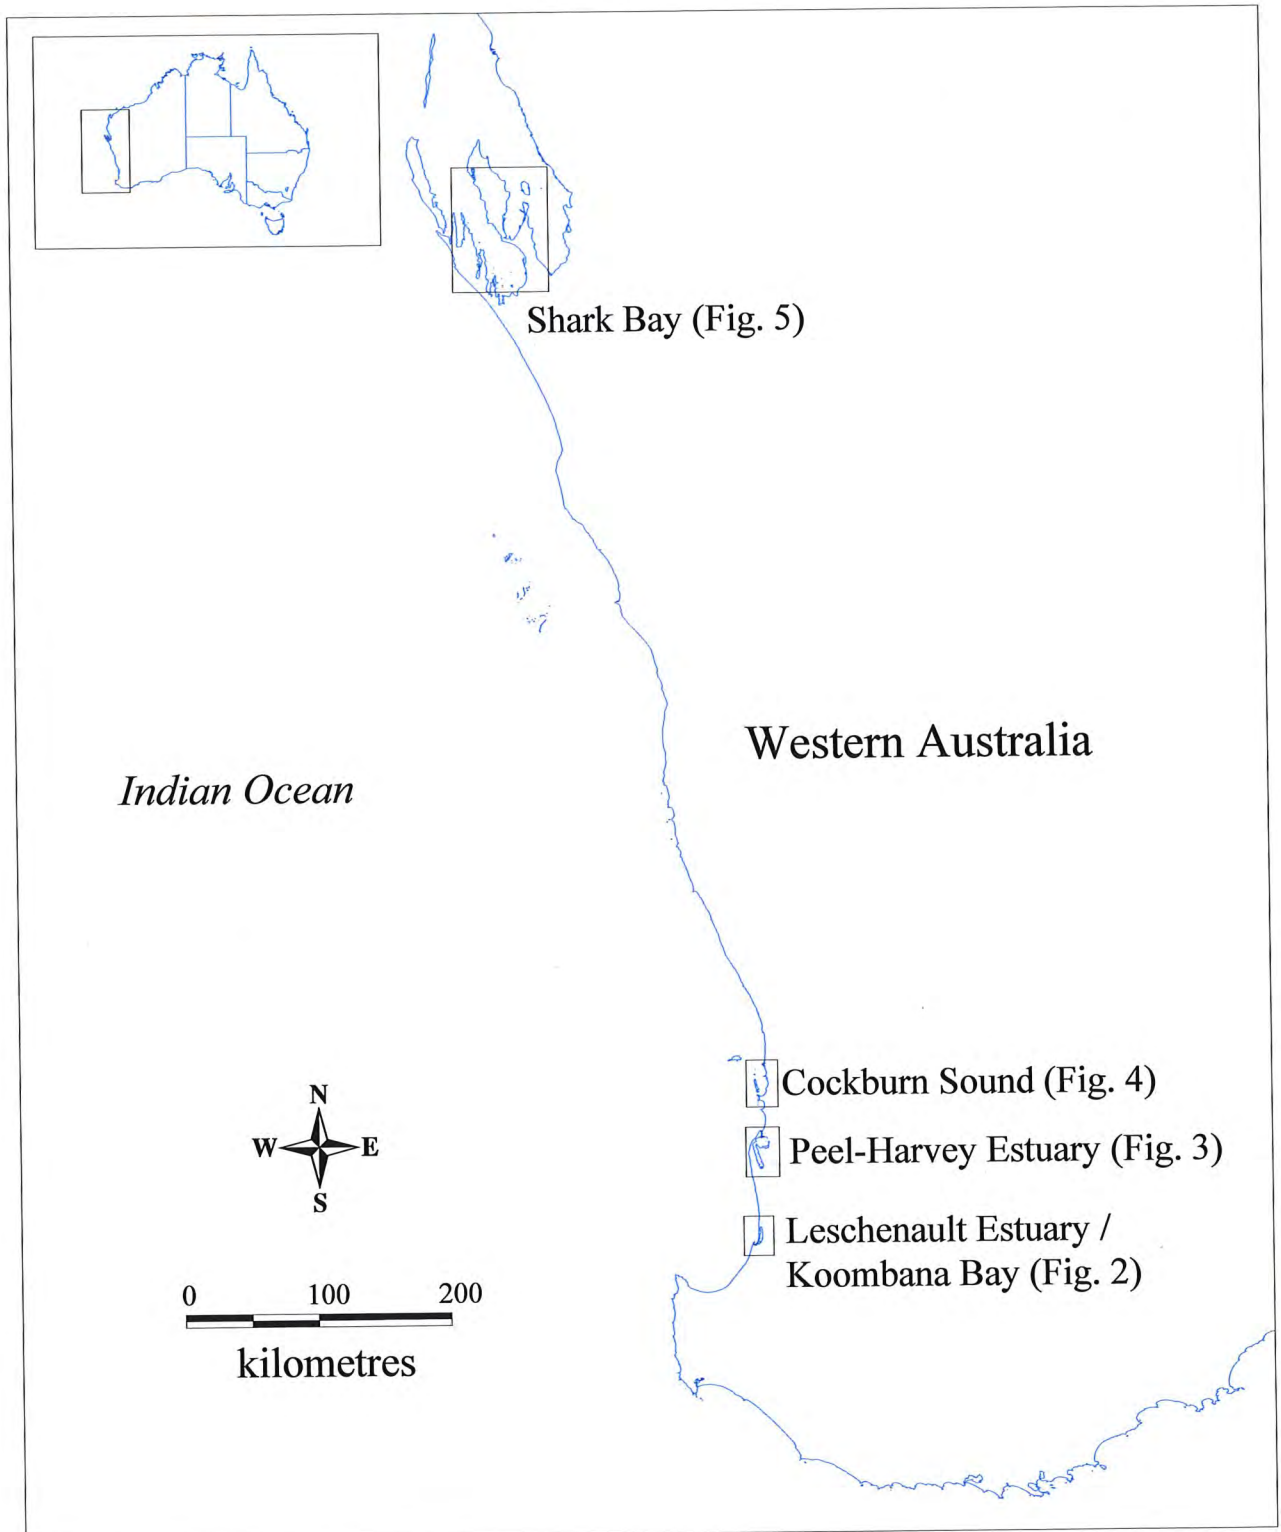 Shark Bay (Fig. 5)
Western Australia
Indian Ocean
Cockburn Sound (Fig. 4)
Peel-Harvey Estuary (Fig. 3)
Leschenault Estuary /
Koombana Bay (Fig. 2)
N
W E
S
0 100 200
kilometres